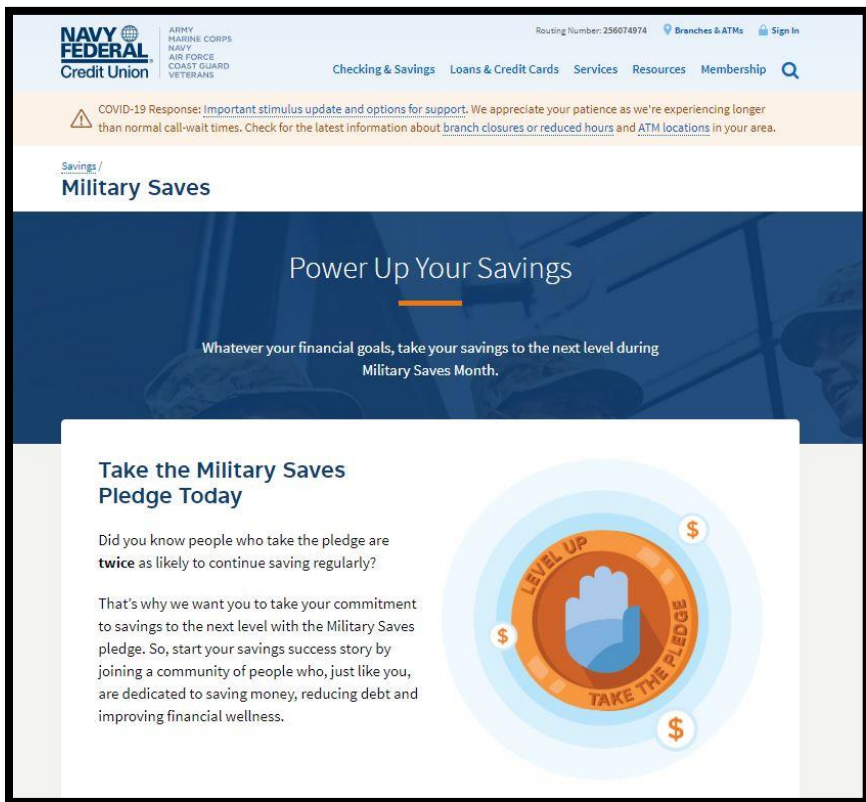 NAVY
FEDERAL
Credit Union
ARMY
MARINE CORPS
NAVY
AIR FORCE
COAST GUARD
VETERANS
Routing Number: 256074974 Branches & ATMs Sign In
Checking & Savings Loans & Credit Cards Services Resources Membership
COVID-19 Response: Important stimulus update and options for support. We appreciate your patience as we're experiencing longer
than normal call-wait times. Check for the latest information about branch closures or reduced hours and ATM locations in your area.
Savings /
Military Saves
Power Up Your Savings
Whatever your financial goals, take your savings to the next level during
Military Saves Month.
Take the Military Saves
Pledge Today
Did you know people who take the pledge are
twice as likely to continue saving regularly?
That's why we want you to take your commitment
to savings to the next level with the Military Saves
pledge. So, start your savings success story by
joining a community of people who, just like you,
are dedicated to saving money, reducing debt and
improving financial wellness.
LEVEL UP
TAKE THE PLEDGE
$
$
$